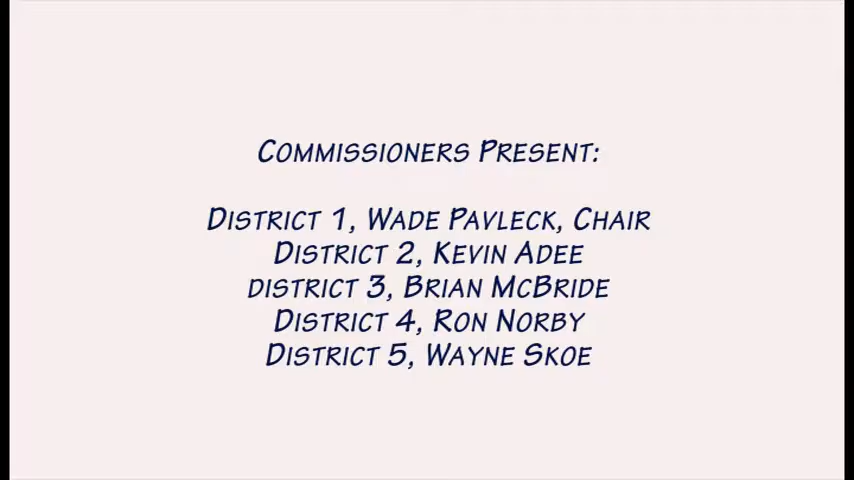 Commissioners Present:
District 1, Wade Pavleck, Chair
District 2, Kevin Adee
district 3, Brian McBride
District 4, Ron Norby
District 5, Wayne Skoe